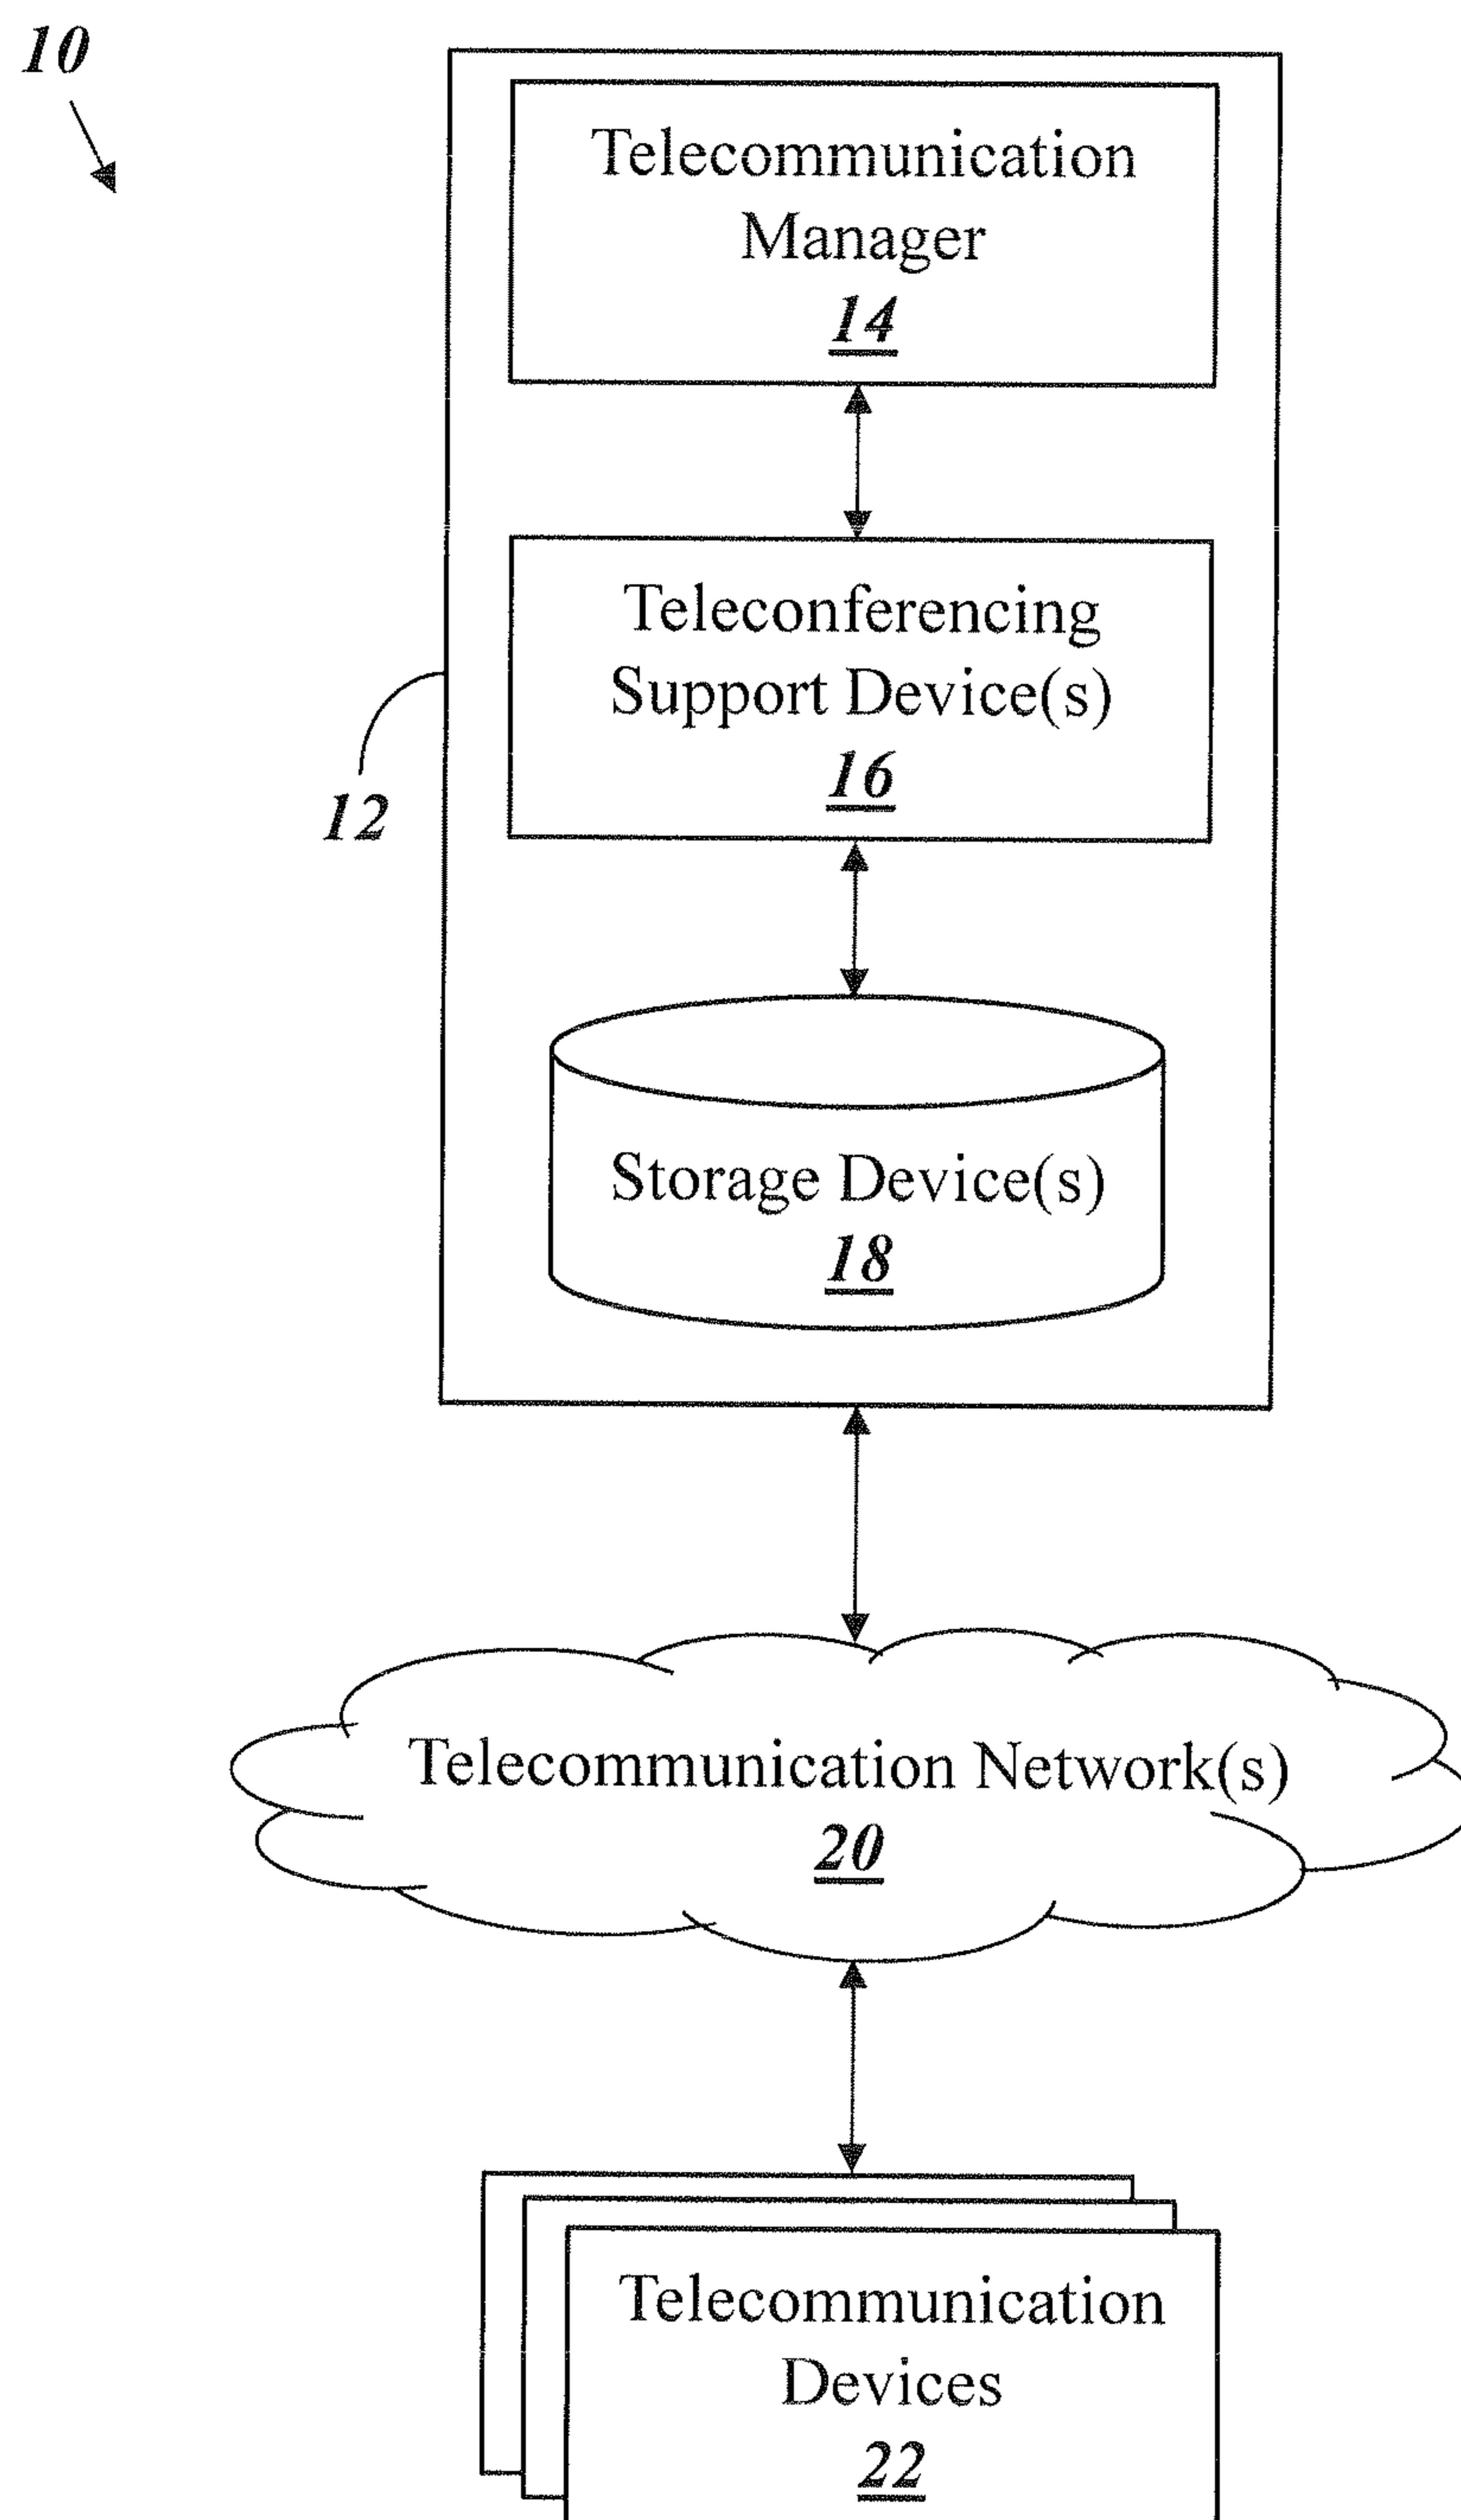 10
Telecommunication
Manager
14
Teleconferencing
Support Device(s)
16
12
Storage Device(s)
18
Telecommunication Network(s)
20
Telecommunication
Devices
22